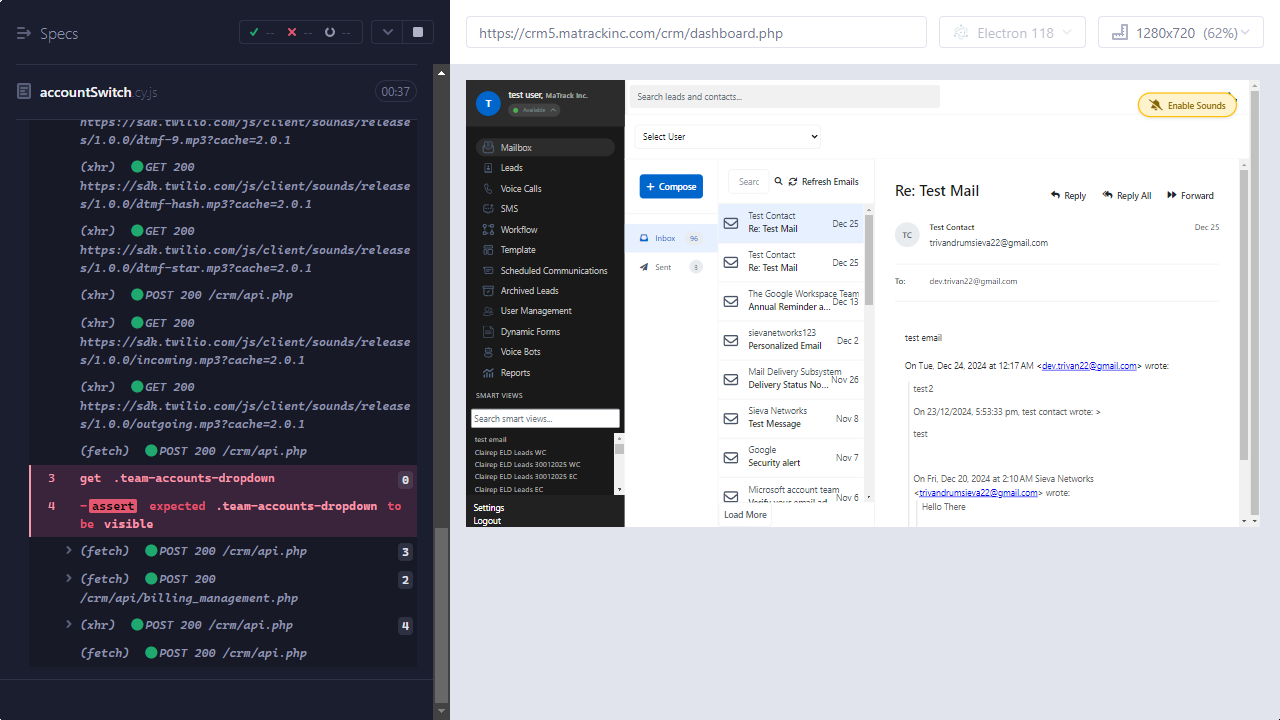 Specs
-- -- --
accountSwitch.cy.js
00:37
https://sdk.twilio.com/js/client/sounds/release
s/1.0.0/dtmf-9.mp3?cache=2.0.1
(xhr) GET 200
https://sdk.twilio.com/js/client/sounds/release
s/1.0.0/dtmf-hash.mp3?cache=2.0.1
(xhr) GET 200
https://sdk.twilio.com/js/client/sounds/release
s/1.0.0/dtmf-star.mp3?cache=2.0.1
(xhr) POST 200 /crm/api.php
(xhr) GET 200
https://sdk.twilio.com/js/client/sounds/release
s/1.0.0/incoming.mp3?cache=2.0.1
(xhr) GET 200
https://sdk.twilio.com/js/client/sounds/release
s/1.0.0/outgoing.mp3?cache=2.0.1
(fetch) POST 200 /crm/api.php
3 get .team-accounts-dropdown 0
4 -assert expected .team-accounts-dropdown to
be visible
(fetch) POST 200 /crm/api.php 3
(fetch) POST 200 2
/crm/api/billing_management.php
(xhr) POST 200 /crm/api.php 4
(fetch) POST 200 /crm/api.php
https://crm5.matrackinc.com/crm/dashboard.php
Electron 118
1280x720 (62%)
T
test user, MaTrack Inc.
Available
Mailbox
Leads
Voice Calls
SMS
Workflow
Template
Scheduled Communications
Archived Leads
User Management
Dynamic Forms
Voice Bots
Reports
SMART VIEWS
Search smart views...
test email
Clairep ELD Leads WC
Clairep ELD Leads 30012025 WC
Clairep ELD Leads 30012025 EC
Clairep ELD Leads EC
Settings
Logout
Search leads and contacts...
Enable Sounds
Select User
+ Compose
Inbox 96
Sent 3
Searc
Refresh Emails
Test Contact
Re: Test Mail
Dec 25
Test Contact
Re: Test Mail
Dec 25
The Google Workspace Team
Annual Reminder a...
Dec 13
sievanetworks123
Personalized Email
Dec 2
Mail Delivery Subsystem
Delivery Status No...
Nov 26
Sieva Networks
Test Message
Nov 8
Google
Security alert
Nov 7
Microsoft account team
Verify your email ad...
Nov 6
Load More
Re: Test Mail
Reply
Reply All
Forward
TC
Test Contact
trivandrumsieva22@gmail.com
Dec 25
To:
dev.trivan22@gmail.com
test email
On Tue, Dec 24, 2024 at 12:17 AM <dev.trivan22@gmail.com> wrote:
test2
On 23/12/2024, 5:53:33 pm, test contact wrote: >
test
On Fri, Dec 20, 2024 at 2:10 AM Sieva Networks
<trivandrumsieva22@gmail.com> wrote:
Hello There